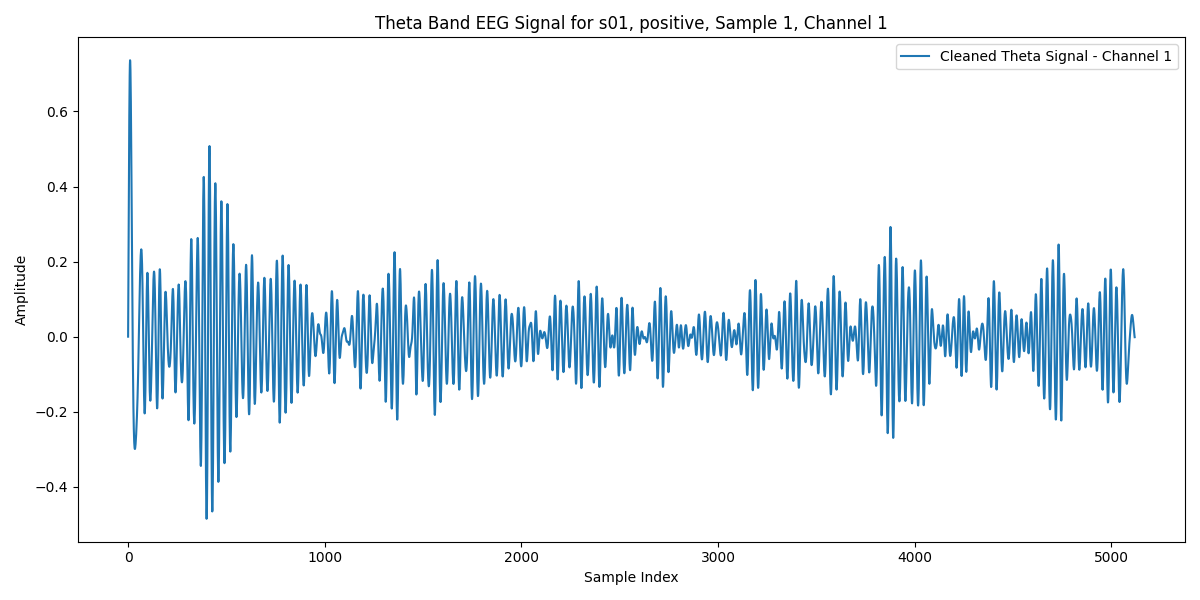 Theta Band EEG Signal for s01, positive, Sample 1, Channel 1
Cleaned Theta Signal - Channel 1
Amplitude
0.6
0.4
0.2
0.0
−0.2
−0.4
0 1000 2000 3000 4000 5000
Sample Index